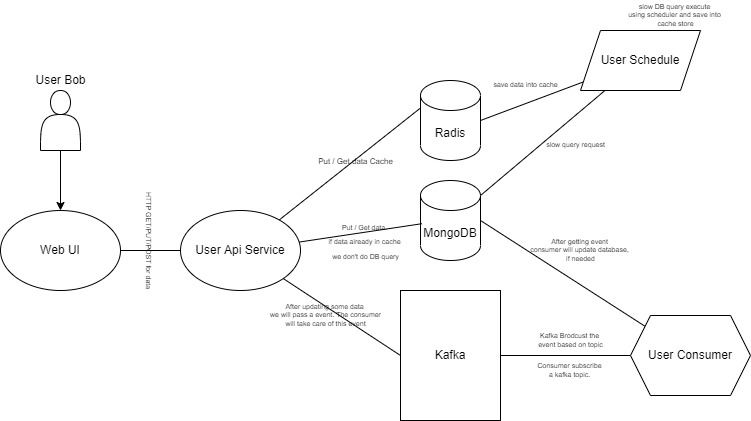 slow DB query execute
using scheduler and save into
cache store
User Schedule
User Bob
save data into cache
Radis
slow query request
Put / Get data Cache
HTTP GET\PUT\POST for data
Web UI
User Api Service
Put / Get data
if data already in cache
we don't do DB query
MongoDB
After getting event
consumer will update database,
if needed
After updating some data
we will pass a event. The consumer
will take care of this event
Kafka
Kafka Brodcust the
event based on topic
Consumer subscribe
a kafka topic.
User Consumer